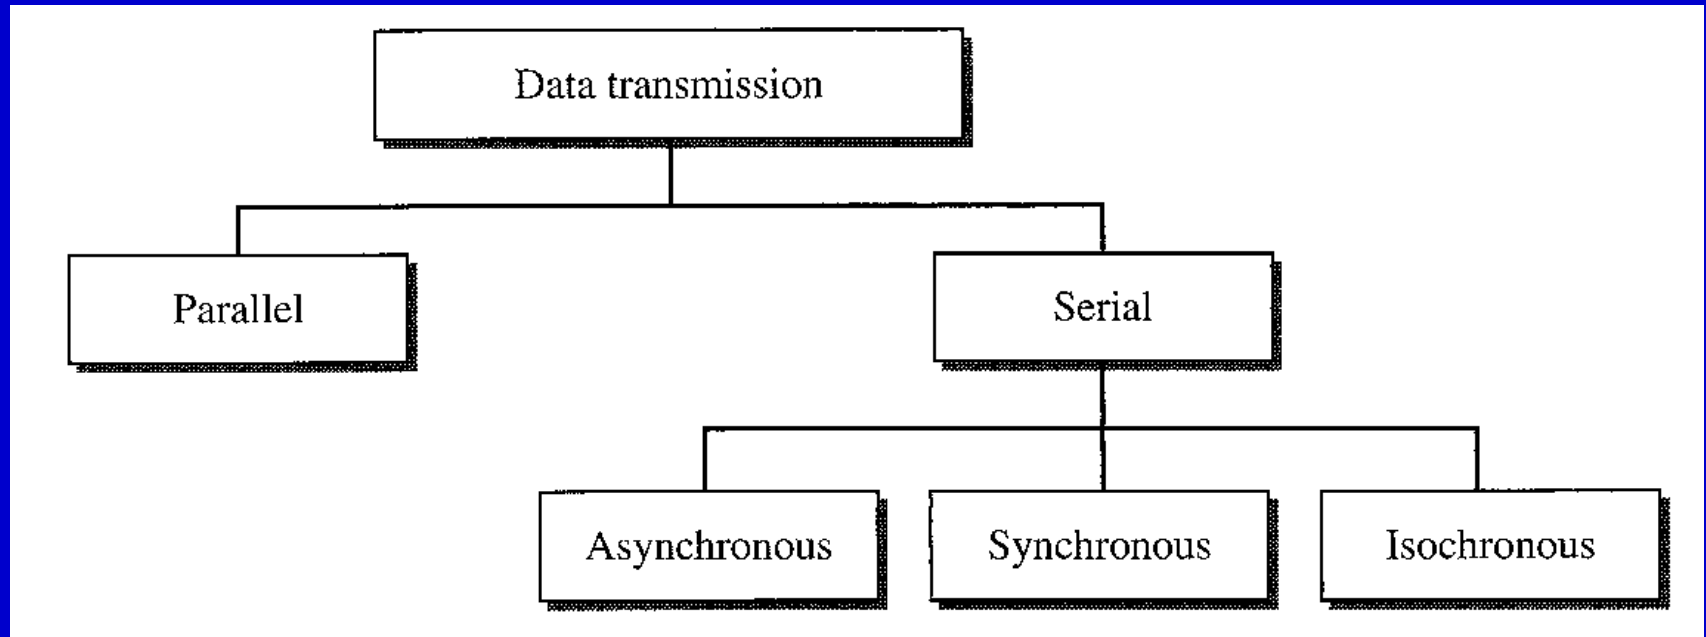 Data transmission
Parallel
Serial
Asynchronous
Synchronous
Isochronous